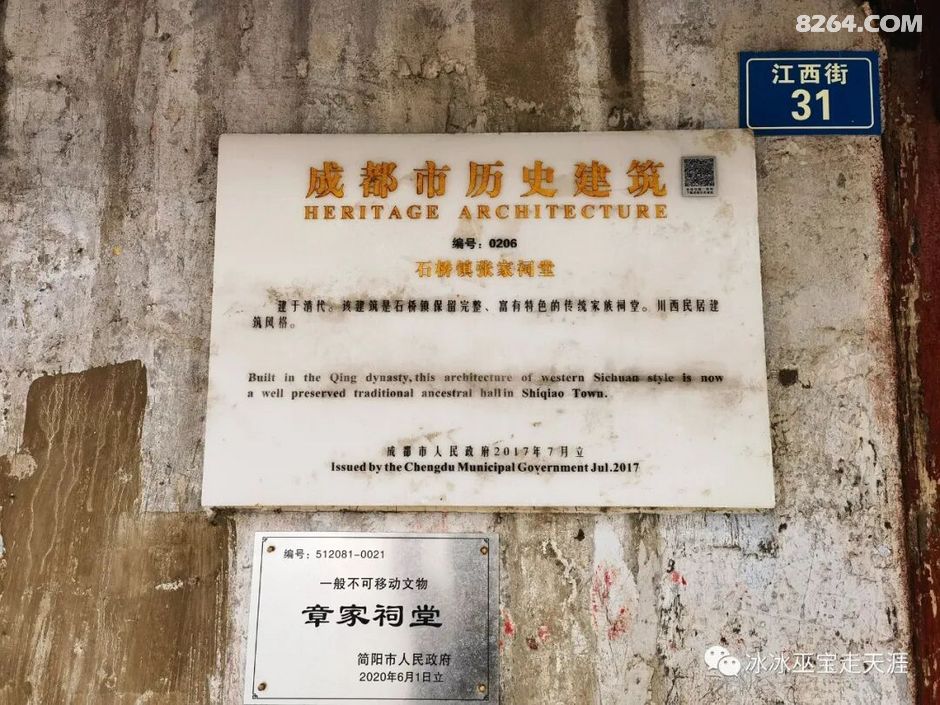 8264.COM
江西街
31
成都市历史建筑
HERITAGE ARCHITECTURE
编号：0206
石桥镇张家祠堂
建于清代。该建筑是石桥镇保留完整、富有特色的传统家族祠堂。川西民居建
筑风格。
Built in the Qing dynasty,this architecture of western Sichuan style is now
a well preserved traditional ancestral hall in Shiqiao Town.
成都市人民政府2017年7月立
Issued by the Chengdu Municipal Government Jul.2017
编号：512081-0021
一般不可移动文物
章家祠堂
简阳市人民政府
2020年6月1日立
冰冰巫宝走天涯